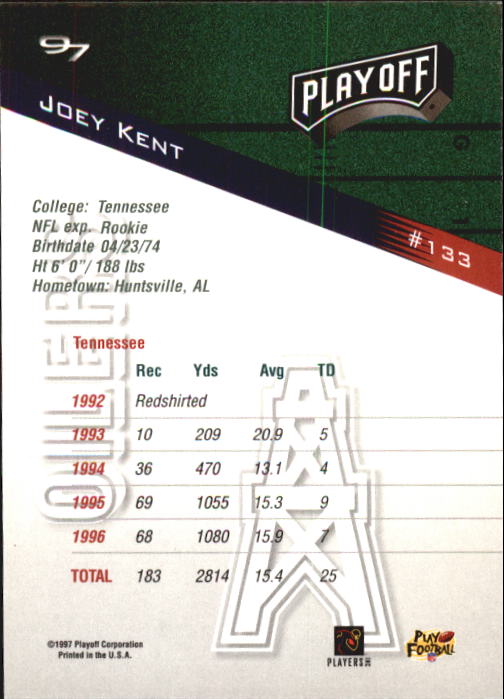 97
PLAYOFF
JOEY KENT
#133
College: Tennessee
NFL exp. Rookie
Birthdate 04/23/74
Ht 6' 0"/ 188 lbs
Hometown: Huntsville, AL
OILERS
Tennessee
Rec Yds Avg TD
1992 Redshirted
1993 10 209 20.9 5
1994 36 470 13.1 4
1995 69 1055 15.3 9
1996 68 1080 15.9 7
TOTAL 183 2814 15.4 25
©1997 Playoff Corporation
Printed in the U.S.A.
PLAYERS INC
PLAY FOOTBALL